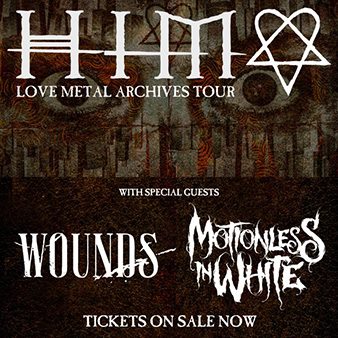 HIM
LOVE METAL ARCHIVES TOUR
WITH SPECIAL GUESTS
WOUNDS
MOTIONLESS
IN WHITE
TICKETS ON SALE NOW